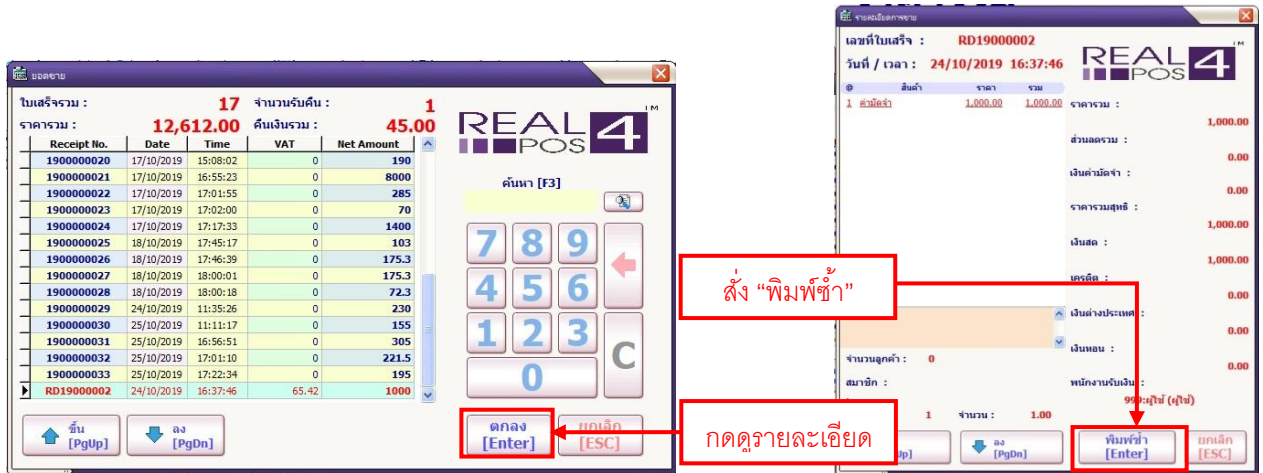 ยอดขาย
ใบเสร็จรวม : 17 จำนวนรับคืน : 1
ราคารวม : 12,612.00 คืนเงินรวม : 45.00
Receipt No. Date Time VAT Net Amount
1900000020 17/10/2019 15:08:02 0 190
1900000021 17/10/2019 16:55:23 0 8000
1900000022 17/10/2019 17:01:55 0 285
1900000023 17/10/2019 17:02:00 0 70
1900000024 17/10/2019 17:17:33 0 1400
1900000025 18/10/2019 17:45:17 0 103
1900000026 18/10/2019 17:46:39 0 175.3
1900000027 18/10/2019 18:00:01 0 175.3
1900000028 18/10/2019 18:00:18 0 72.3
1900000029 24/10/2019 11:35:26 0 230
1900000030 25/10/2019 11:11:17 0 155
1900000031 25/10/2019 16:56:51 0 305
1900000032 25/10/2019 17:01:10 0 221.5
1900000033 25/10/2019 17:22:34 0 195
RD19000002 24/10/2019 16:37:46 65.42 1000
ขึ้น
[PgUp]
ลง
[PgDn]
REAL 4 TM
POS
ค้นหา [F3]
7 8 9
4 5 6
1 2 3
0 C
ตกลง
[Enter]
ยกเลิก
[ESC]
สั่ง “พิมพ์ซ้ำ”
กดดูรายละเอียด
รายละเอียดการขาย
เลขที่ใบเสร็จ : RD19000002
วันที่ / เวลา : 24/10/2019 16:37:46
REAL 4 TM
POS
@ สินค้า ราคา รวม
1 ค่ามัดจำ 1,000.00 1,000.00
ราคารวม :
1,000.00
ส่วนลดรวม :
0.00
เงินค่ามัดจำ :
0.00
ราคารวมสุทธิ :
1,000.00
เงินสด :
1,000.00
เครดิต :
0.00
เงินต่างประเทศ :
0.00
เงินทอน :
0.00
จำนวนลูกค้า : 0
สมาชิก :
พนักงานรับเงิน :
999:ผู้ใช้ (ผู้ใช้)
1 จำนวน : 1.00
ลง
[PgDn]
พิมพ์ซ้ำ
[Enter]
ยกเลิก
[ESC]